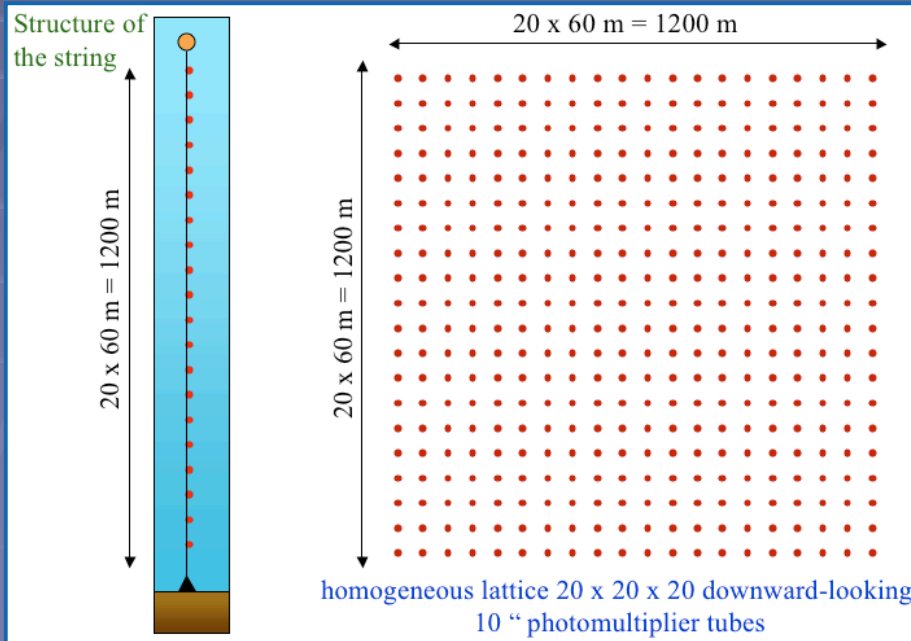 Structure of
the string
20 x 60 m = 1200 m
20 x 60 m = 1200 m
20 x 60 m = 1200 m
homogeneous lattice 20 x 20 x 20 downward-looking
10 “ photomultiplier tubes